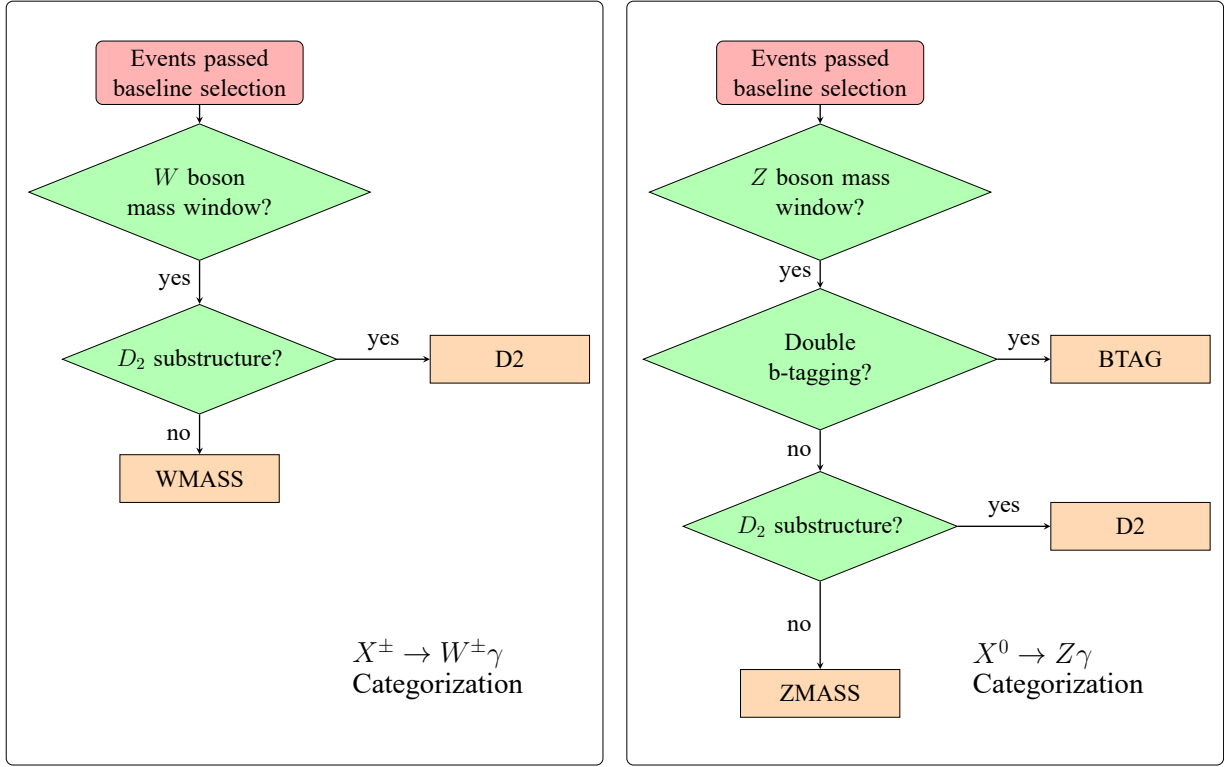 Events passed
baseline selection
W boson
mass window?
yes
D₂ substructure?
yes
D2
no
WMASS
X± → W±γ
Categorization
Events passed
baseline selection
Z boson mass
window?
yes
Double
b-tagging?
yes
BTAG
no
D₂ substructure?
yes
D2
no
ZMASS
X⁰ → Zγ
Categorization